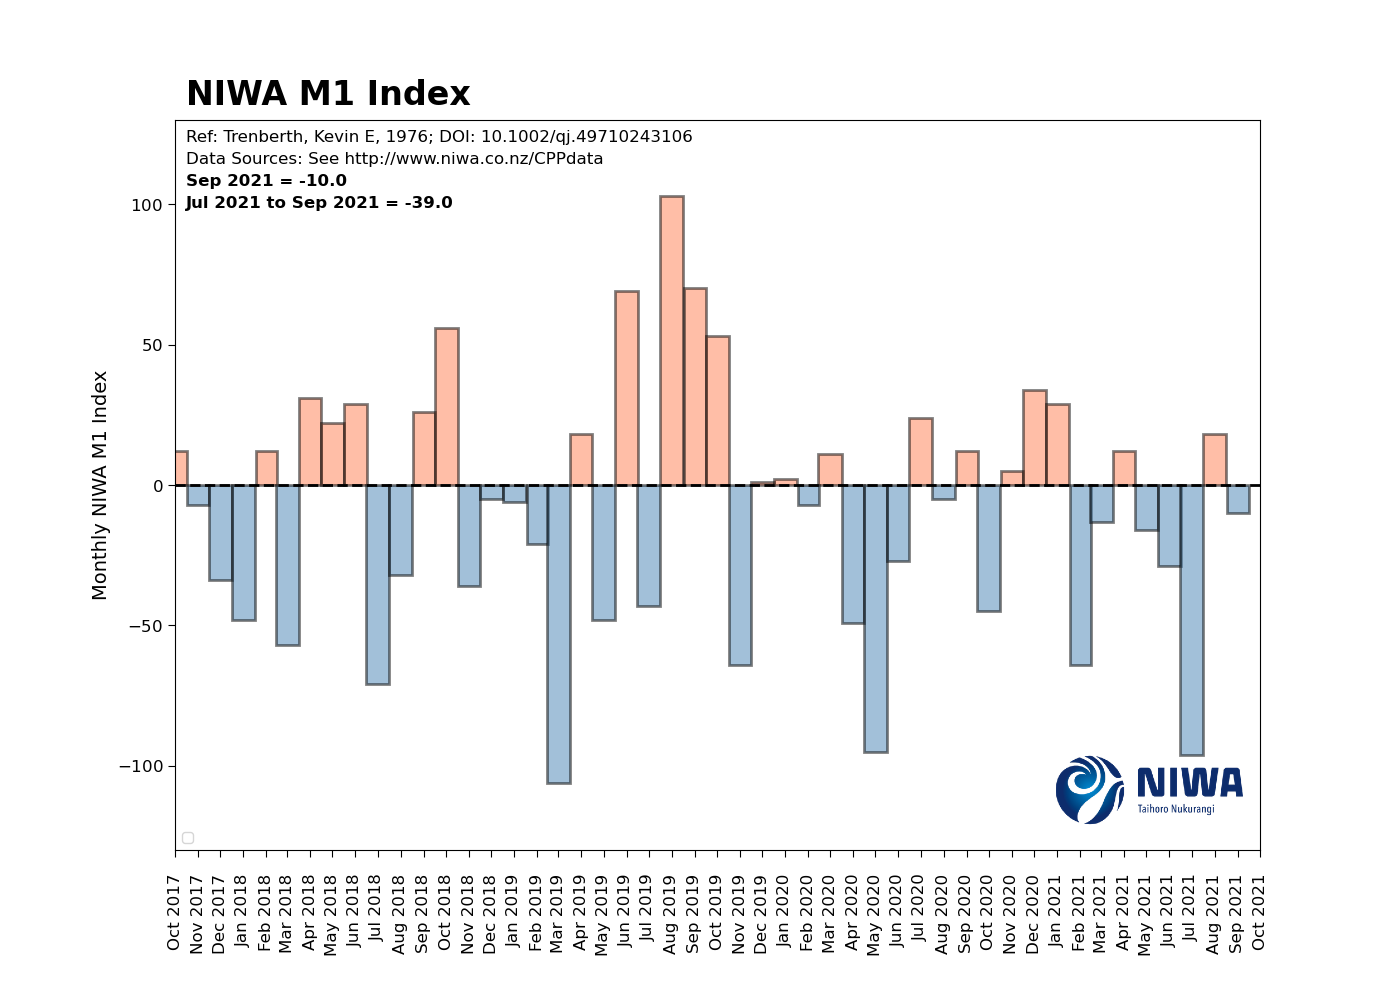 NIWA M1 Index
Ref: Trenberth, Kevin E, 1976; DOI: 10.1002/qj.49710243106
Data Sources: See http://www.niwa.co.nz/CPPdata
Sep 2021 = -10.0
Jul 2021 to Sep 2021 = -39.0
Monthly NIWA M1 Index
100
50
0
−50
−100
NIWA
Taihoro Nukurangi
Oct 2017
Nov 2017
Dec 2017
Jan 2018
Feb 2018
Mar 2018
Apr 2018
May 2018
Jun 2018
Jul 2018
Aug 2018
Sep 2018
Oct 2018
Nov 2018
Dec 2018
Jan 2019
Feb 2019
Mar 2019
Apr 2019
May 2019
Jun 2019
Jul 2019
Aug 2019
Sep 2019
Oct 2019
Nov 2019
Dec 2019
Jan 2020
Feb 2020
Mar 2020
Apr 2020
May 2020
Jun 2020
Jul 2020
Aug 2020
Sep 2020
Oct 2020
Nov 2020
Dec 2020
Jan 2021
Feb 2021
Mar 2021
Apr 2021
May 2021
Jun 2021
Jul 2021
Aug 2021
Sep 2021
Oct 2021